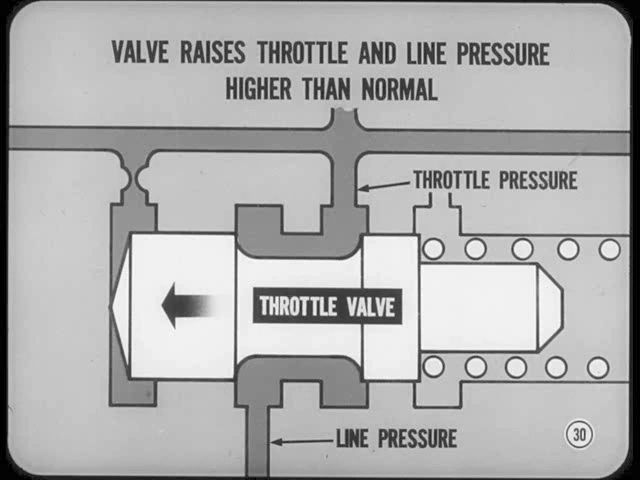 VALVE RAISES THROTTLE AND LINE PRESSURE
HIGHER THAN NORMAL
THROTTLE PRESSURE
THROTTLE VALVE
LINE PRESSURE
30